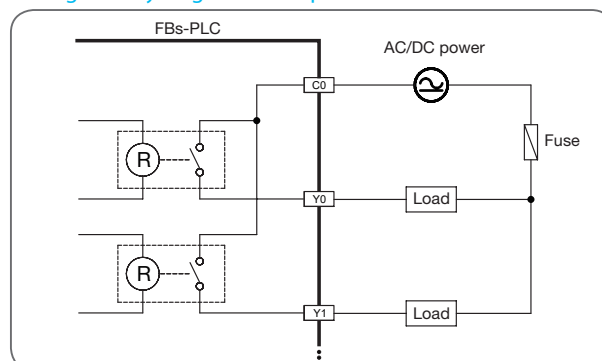 FBs-PLC
AC/DC power
C0
Fuse
R
Y0
Load
R
Y1
Load